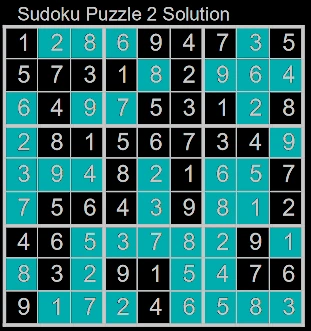 Sudoku Puzzle 2 Solution
1 2 8 6 9 4 7 3 5
5 7 3 1 8 2 9 6 4
6 4 9 7 5 3 1 2 8
2 8 1 5 6 7 3 4 9
3 9 4 8 2 1 6 5 7
7 5 6 4 3 9 8 1 2
4 6 5 3 7 8 2 9 1
8 3 2 9 1 5 4 7 6
9 1 7 2 4 6 5 8 3